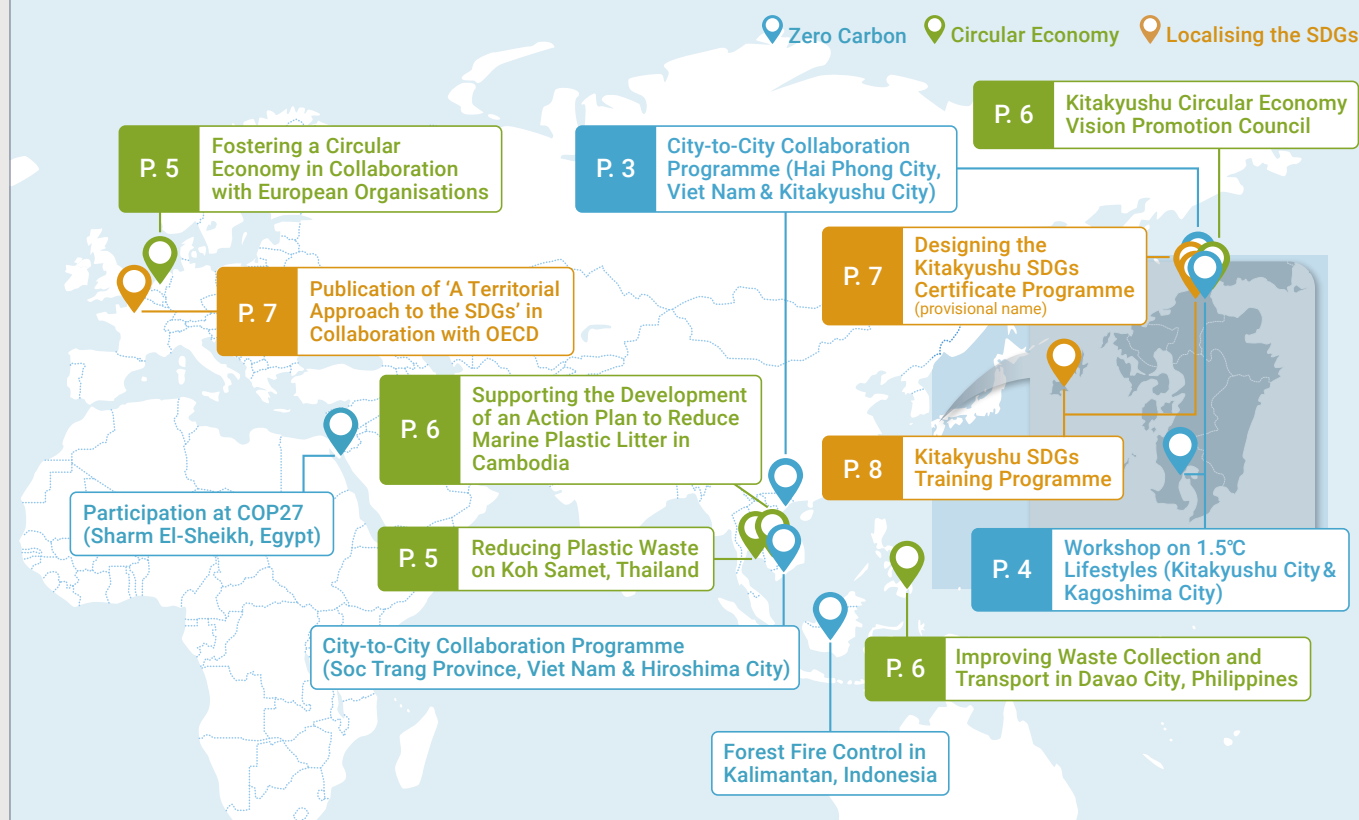 Zero Carbon
Circular Economy
Localising the SDGs
P. 6
Kitakyushu Circular Economy
Vision Promotion Council
P. 5
Fostering a Circular
Economy in Collaboration
with European Organisations
P. 3
City-to-City Collaboration
Programme (Hai Phong City,
Viet Nam & Kitakyushu City)
P. 7
Designing the
Kitakyushu SDGs
Certificate Programme
(provisional name)
P. 7
Publication of ‘A Territorial
Approach to the SDGs’ in
Collaboration with OECD
P. 6
Supporting the Development
of an Action Plan to Reduce
Marine Plastic Litter in
Cambodia
P. 8
Kitakyushu SDGs
Training Programme
Participation at COP27
(Sharm El-Sheikh, Egypt)
P. 5
Reducing Plastic Waste
on Koh Samet, Thailand
P. 4
Workshop on 1.5℃
Lifestyles (Kitakyushu City &
Kagoshima City)
City-to-City Collaboration Programme
(Soc Trang Province, Viet Nam & Hiroshima City)
P. 6
Improving Waste Collection and
Transport in Davao City, Philippines
Forest Fire Control in
Kalimantan, Indonesia